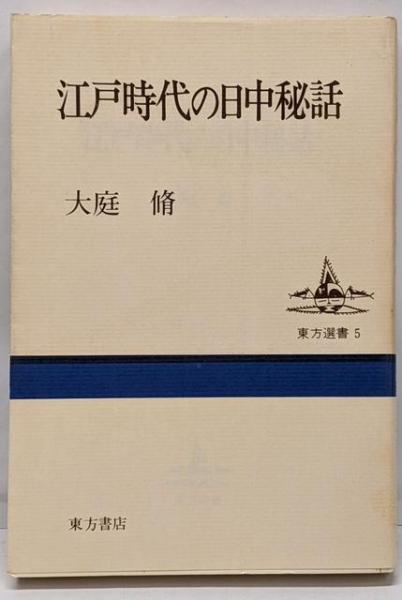 江戸時代の日中秘話
大庭 脩
東方選書 5
東方書店